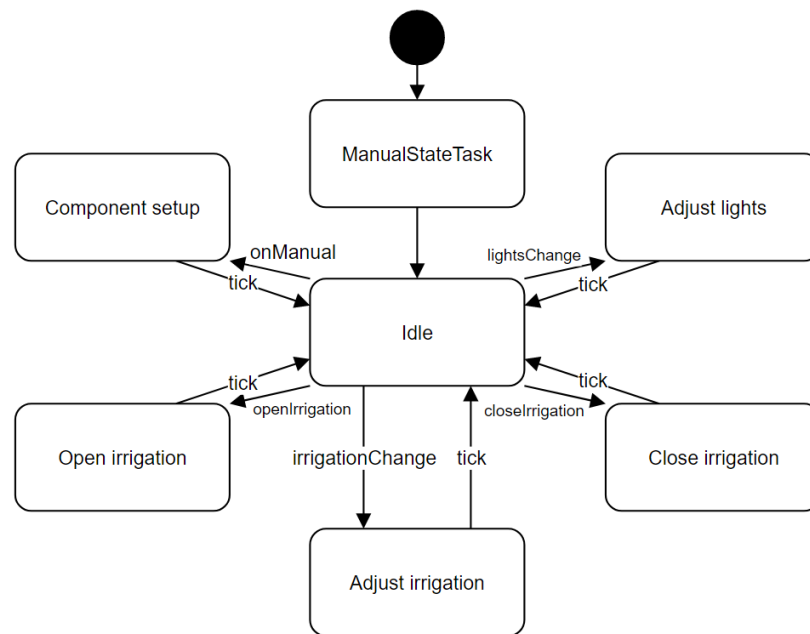 ManualStateTask
Component setup
Adjust lights
onManual
lightsChange
tick
tick
Idle
tick
tick
openIrrigation
closeIrrigation
Open irrigation
irrigationChange
tick
Close irrigation
Adjust irrigation